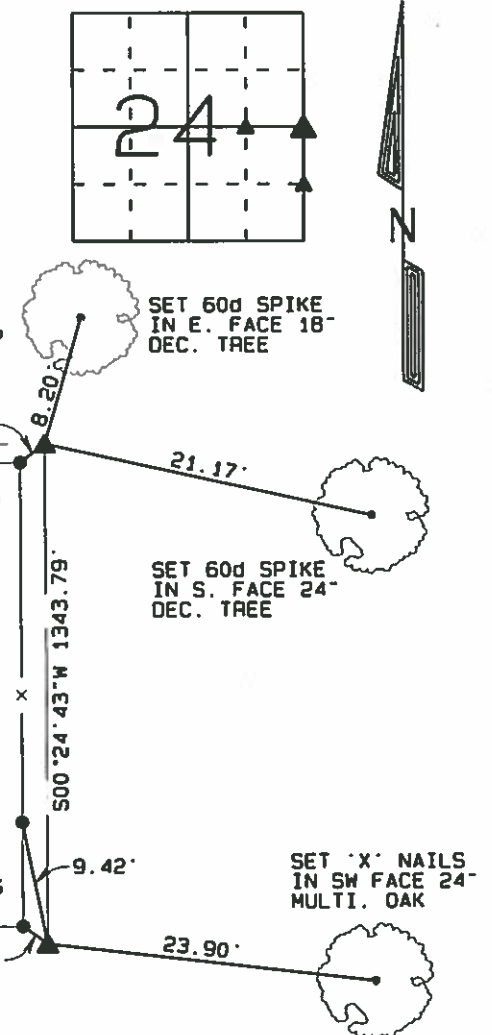 24
N
SET 60d SPIKE
IN E. FACE 18"
DEC. TREE
8.20'
21.17'
SET 60d SPIKE
IN S. FACE 24"
DEC. TREE
S00°24'43"W 1343.79'
x
9.42'
SET 'X' NAILS
IN SW FACE 24"
MULTI. OAK
23.90'